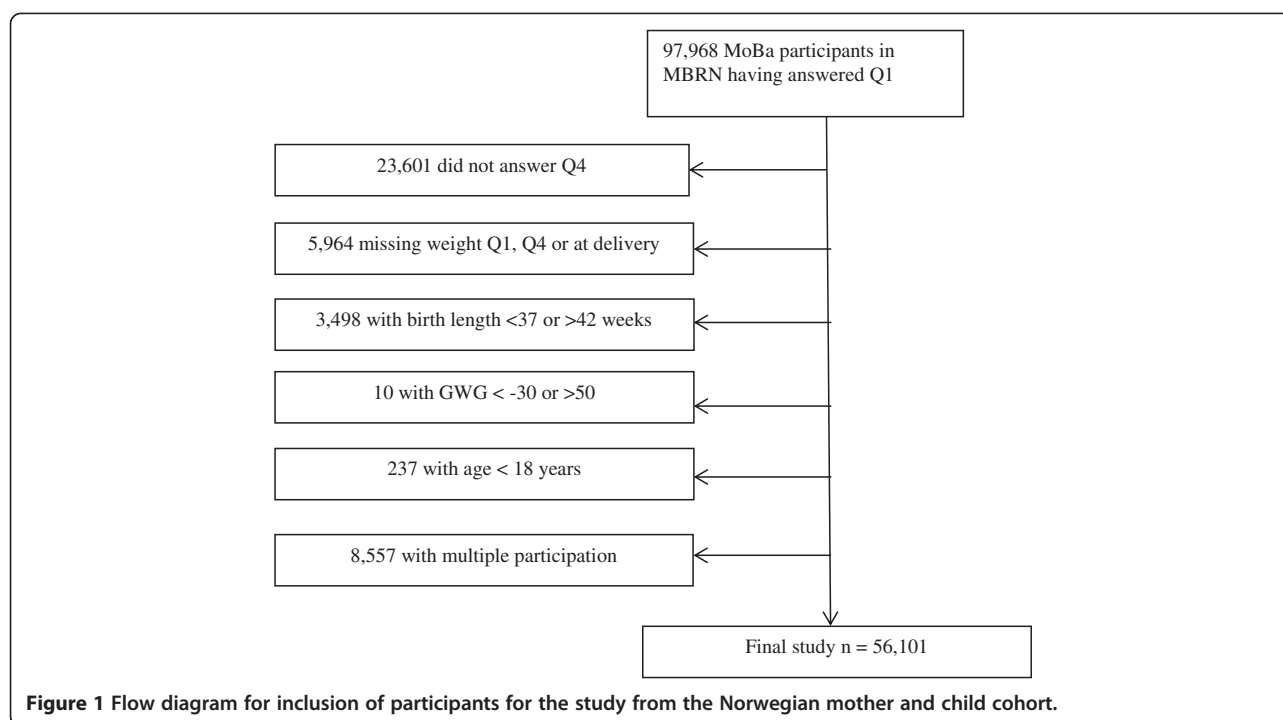 97,968 MoBa participants in
MBRN having answered Q1
23,601 did not answer Q4
5,964 missing weight Q1, Q4 or at delivery
3,498 with birth length <37 or >42 weeks
10 with GWG < -30 or >50
237 with age < 18 years
8,557 with multiple participation
Final study n = 56,101
Figure 1 Flow diagram for inclusion of participants for the study from the Norwegian mother and child cohort.